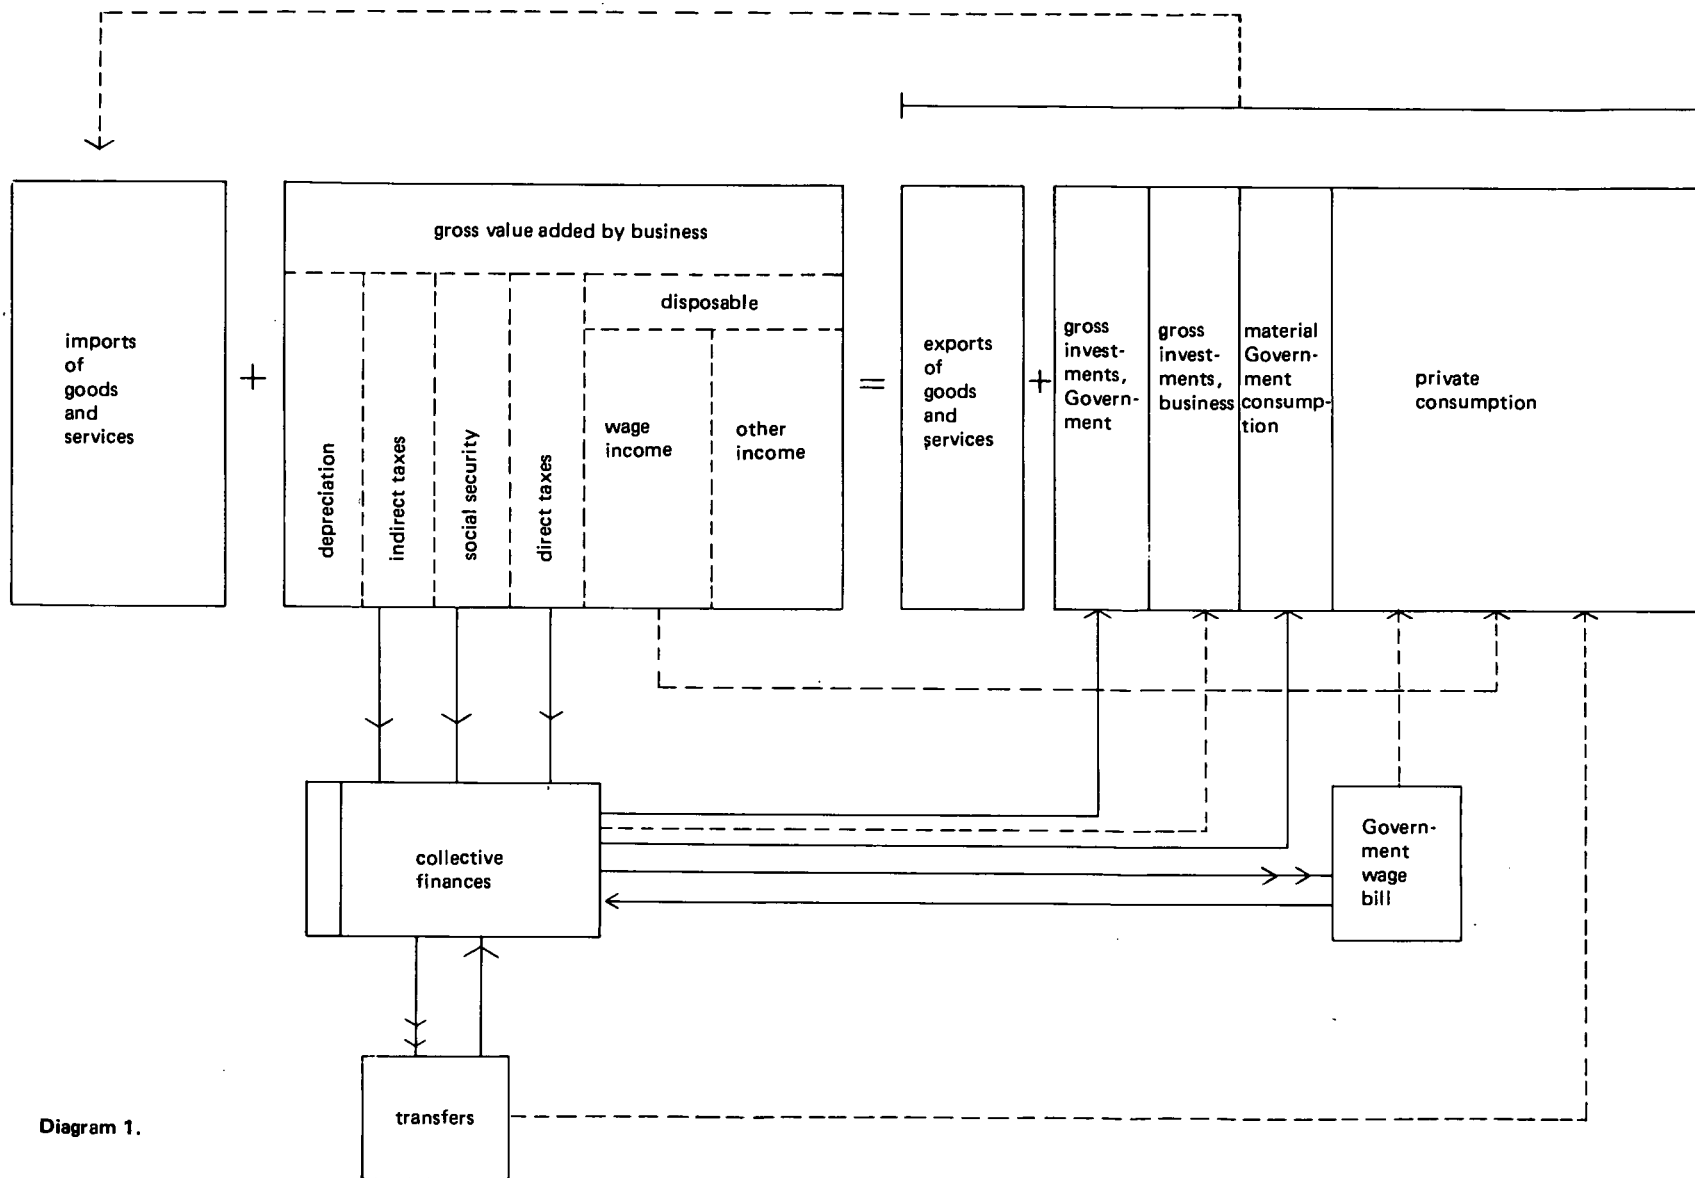 imports
of
goods
and
services
+
gross value added by business
depreciation
indirect taxes
social security
direct taxes
disposable
wage
income
other
income
=
exports
of
goods
and
services
+
gross
invest-
ments,
Govern-
ment
gross
invest-
ments,
business
material
Govern-
ment
consump-
tion
private
consumption
collective
finances
Govern-
ment
wage
bill
transfers
Diagram 1.